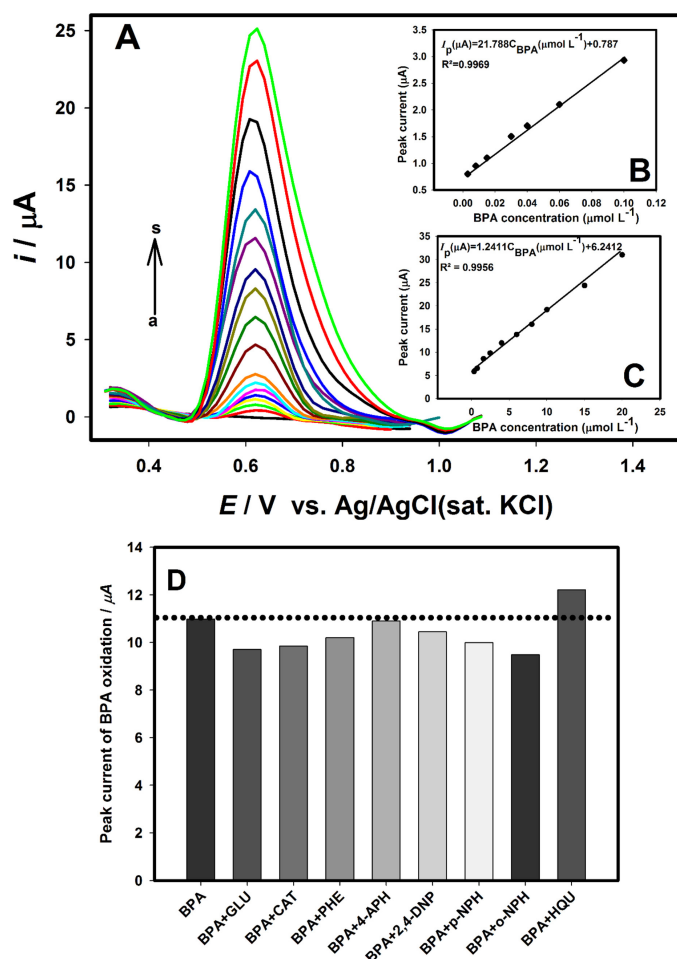 A
25
20
15
10
5
0
i / µA
s
a
0.4 0.6 0.8 1.0 1.2 1.4
E / V vs. Ag/AgCl(sat. KCl)
Ip(µA)=21.788CBPA(µmol L-1)+0.787
R²=0.9969
3.5
3.0
2.5
2.0
1.5
1.0
0.5
Peak current (µA)
B
0.00 0.02 0.04 0.06 0.08 0.10 0.12
BPA concentration (µmol L-1)
Ip(µA)=1.2411CBPA(µmol L-1)+6.2412
R² = 0.9956
35
30
25
20
15
10
5
0
Peak current (µA)
C
0 5 10 15 20 25
BPA concentration (µmol L-1)
D
14
12
10
8
6
4
2
0
Peak current of BPA oxidation / µA
BPA
BPA+GLU
BPA+CAT
BPA+PHE
BPA+4-APH
BPA+2,4-DNP
BPA+p-NPH
BPA+o-NPH
BPA+HQU